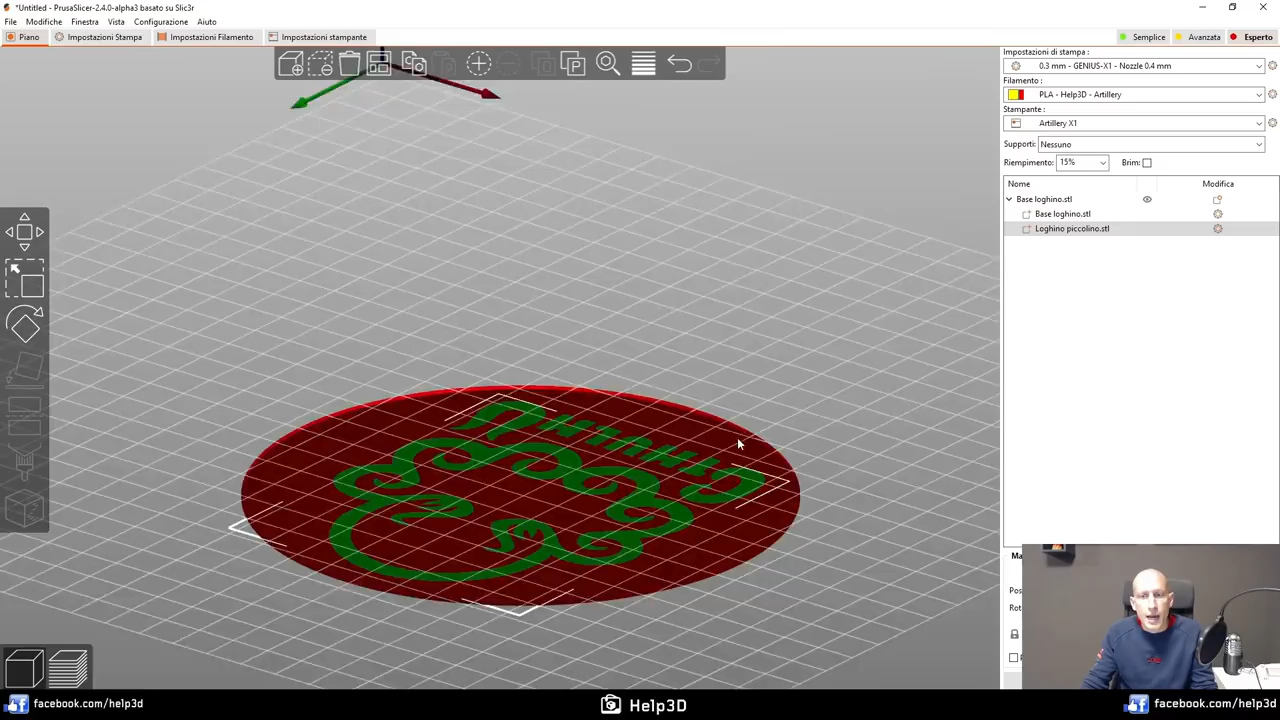 *Untitled - PrusaSlicer-2.4.0-alpha3 basato su Slic3r
File Modifiche Finestra Vista Configurazione Aiuto
Piano Impostazioni Stampa Impostazioni Filamento Impostazioni stampante Semplice Avanzata Esperto
Impostazioni di stampa :
0.3 mm - GENIUS-X1 - Nozzle 0.4 mm
Filamento :
PLA - Help3D - Artillery
Stampante :
Artillery X1
Supporti: Nessuno
Riempimento: 15% Brim:
Nome Modifica
Base loghino.stl
Base loghino.stl
Loghino piccolino.stl
facebook.com/help3d Help3D facebook.com/help3d